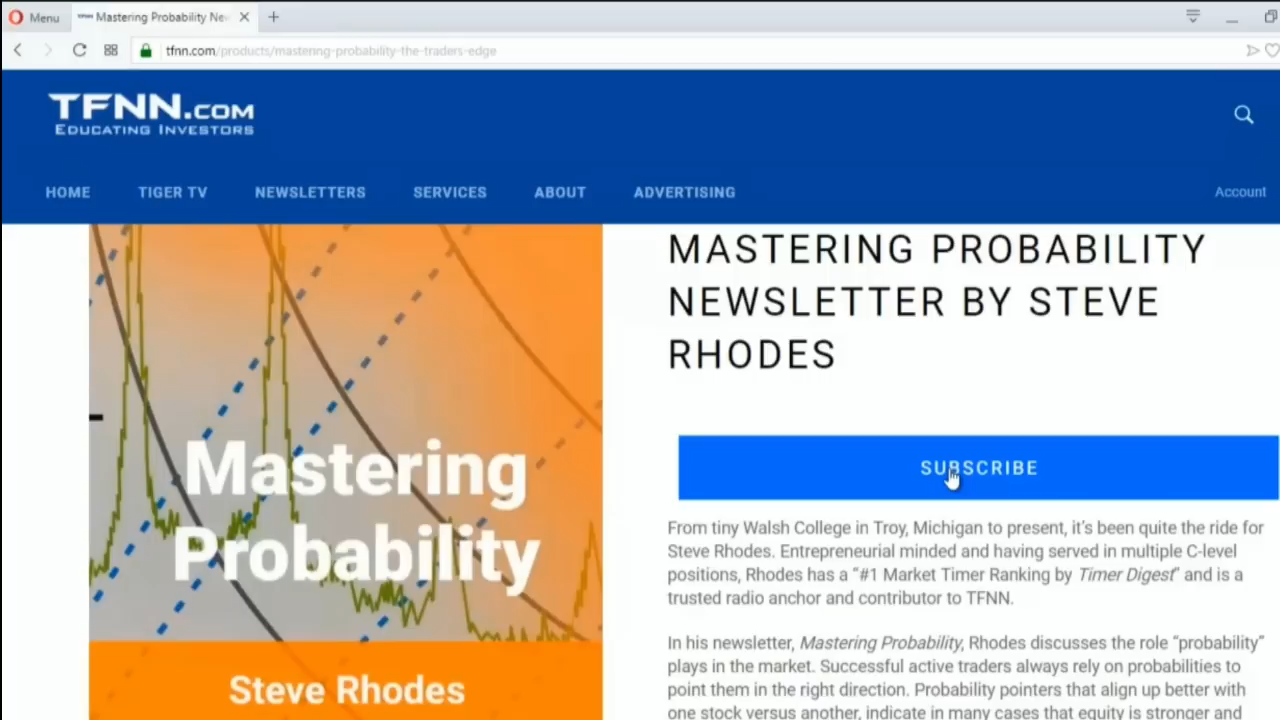 Menu
Mastering Probability Nev
tfnn.com/products/mastering-probability-the-traders-edge
TFNN.COM
EDUCATING INVESTORS
HOME TIGER TV NEWSLETTERS SERVICES ABOUT ADVERTISING Account
MASTERING PROBABILITY
NEWSLETTER BY STEVE
RHODES
Mastering
Probability
Steve Rhodes
SUBSCRIBE
From tiny Walsh College in Troy, Michigan to present, it's been quite the ride for
Steve Rhodes. Entrepreneurial minded and having served in multiple C-level
positions, Rhodes has a “#1 Market Timer Ranking by Timer Digest” and is a
trusted radio anchor and contributor to TFNN.
In his newsletter, Mastering Probability, Rhodes discusses the role “probability”
plays in the market. Successful active traders always rely on probabilities to
point them in the right direction. Probability pointers that align up better with
one stock versus another, indicate in many cases that equity is stronger and